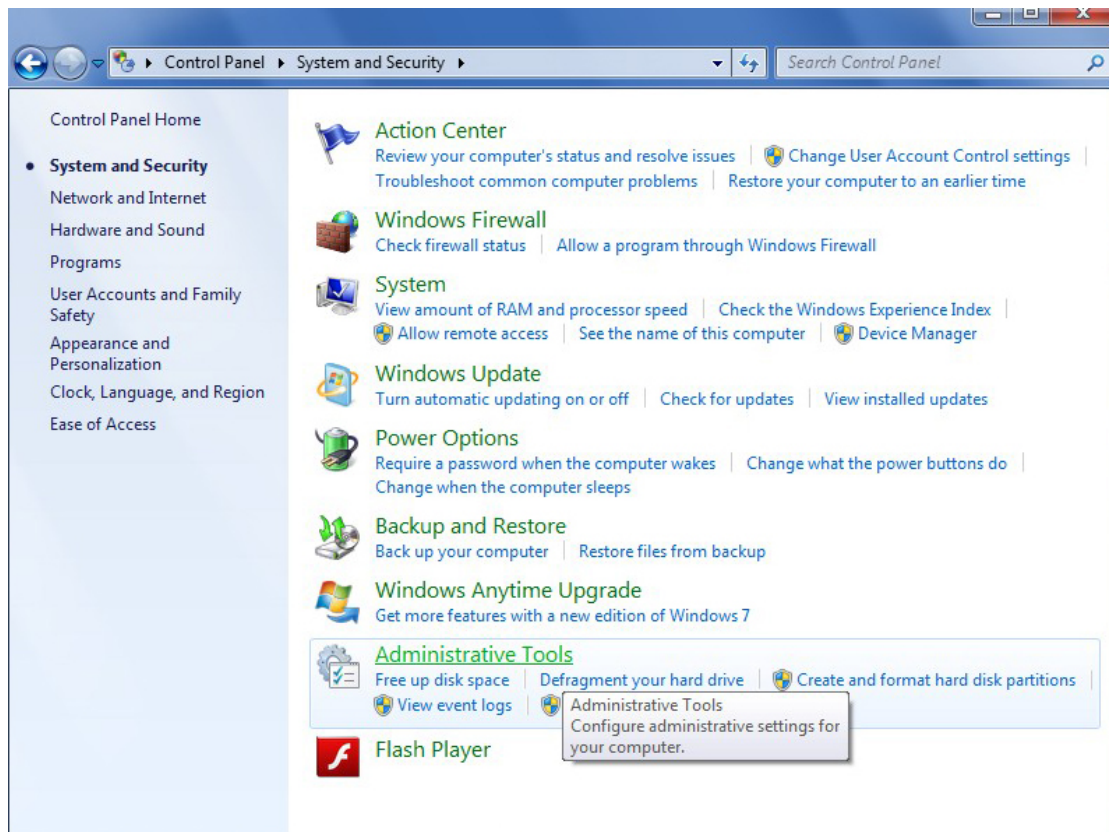 Control Panel System and Security Search Control Panel
Control Panel Home
System and Security
Network and Internet
Hardware and Sound
Programs
User Accounts and Family
Safety
Appearance and
Personalization
Clock, Language, and Region
Ease of Access
Action Center
Review your computer's status and resolve issues Change User Account Control settings
Troubleshoot common computer problems Restore your computer to an earlier time
Windows Firewall
Check firewall status Allow a program through Windows Firewall
System
View amount of RAM and processor speed Check the Windows Experience Index
Allow remote access See the name of this computer Device Manager
Windows Update
Turn automatic updating on or off Check for updates View installed updates
Power Options
Require a password when the computer wakes Change what the power buttons do
Change when the computer sleeps
Backup and Restore
Back up your computer Restore files from backup
Windows Anytime Upgrade
Get more features with a new edition of Windows 7
Administrative Tools
Free up disk space Defragment your hard drive Create and format hard disk partitions
View event logs
Administrative Tools
Configure administrative settings for
your computer.
Flash Player